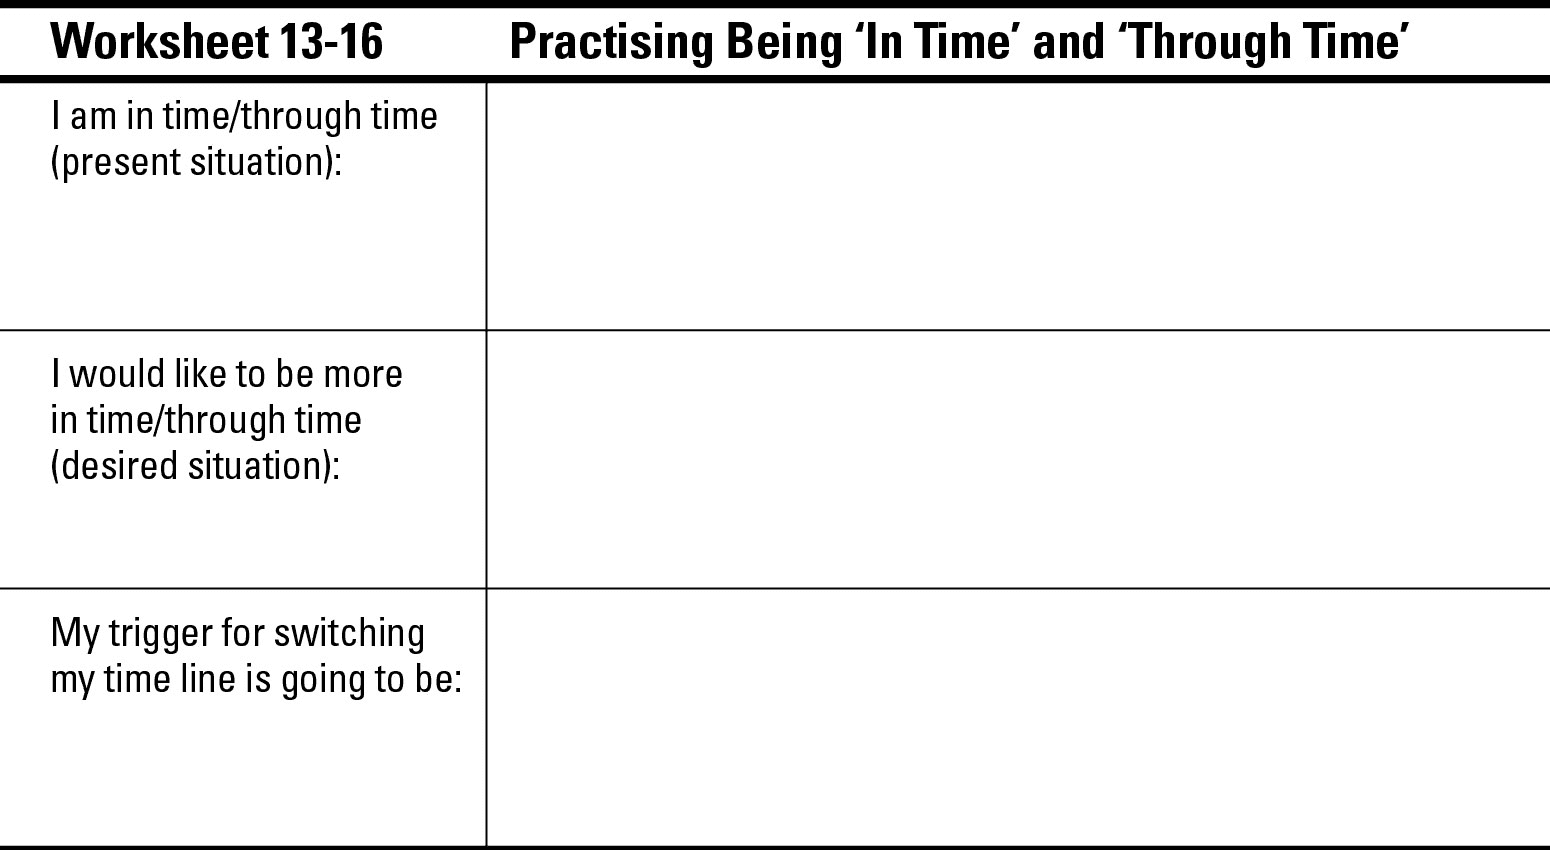 Worksheet 13-16 Practising Being ‘In Time’ and ‘Through Time’
I am in time/through time
(present situation):
I would like to be more
in time/through time
(desired situation):
My trigger for switching
my time line is going to be: